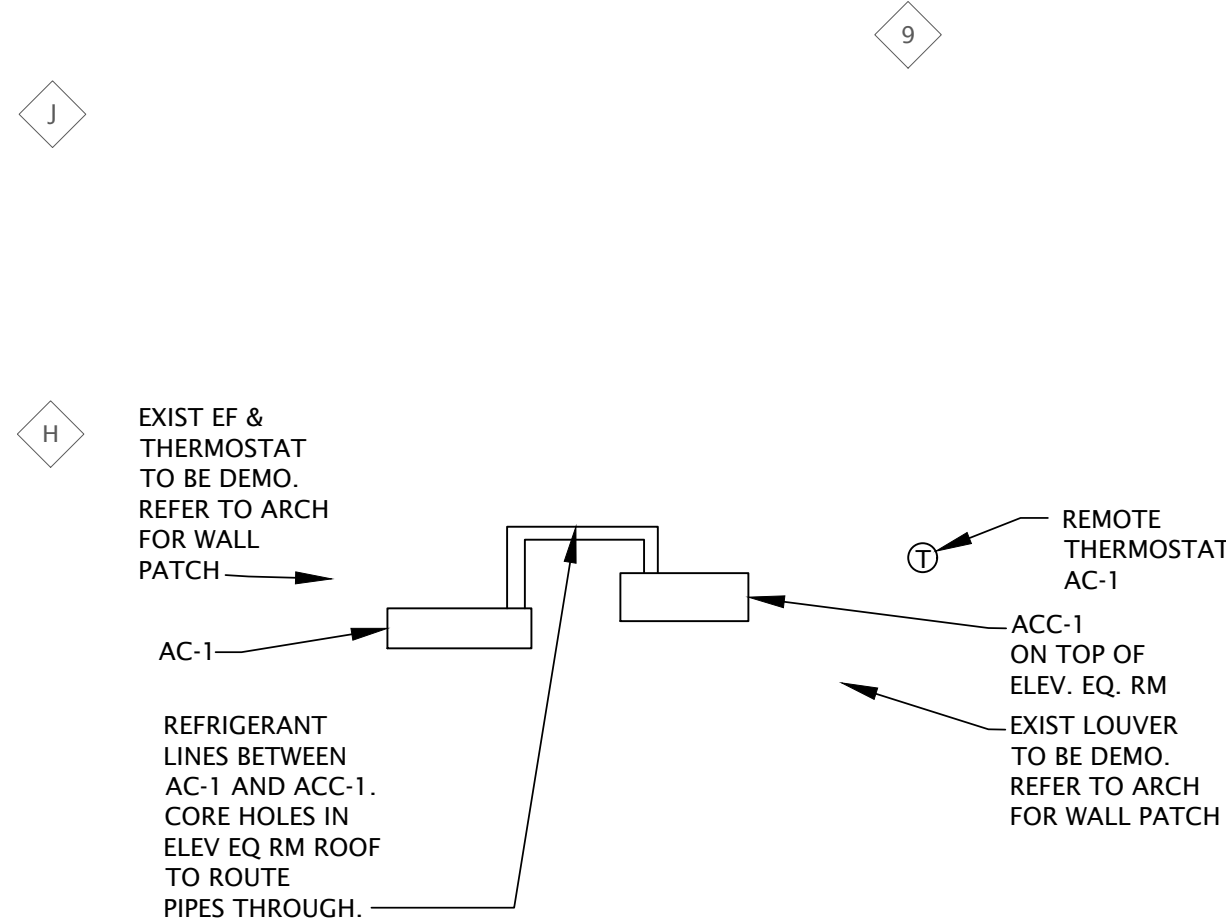 9
J
H
EXIST EF &
THERMOSTAT
TO BE DEMO.
REFER TO ARCH
FOR WALL
PATCH
REMOTE
THERMOSTAT
AC-1
T
AC-1
ACC-1
ON TOP OF
ELEV. EQ. RM
REFRIGERANT
LINES BETWEEN
AC-1 AND ACC-1.
CORE HOLES IN
ELEV EQ RM ROOF
TO ROUTE
PIPES THROUGH.
EXIST LOUVER
TO BE DEMO.
REFER TO ARCH
FOR WALL PATCH